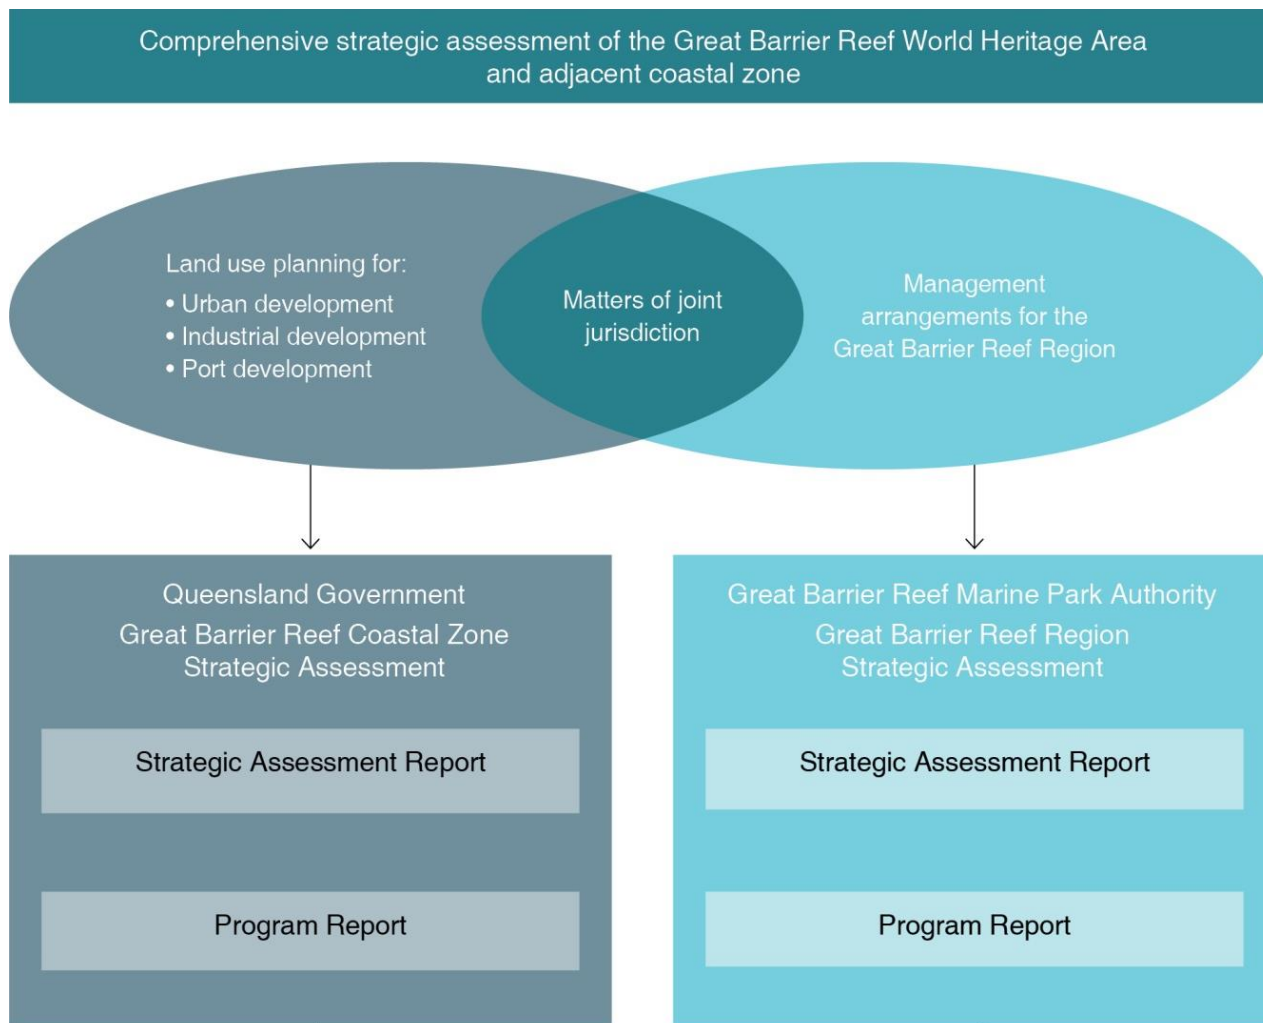 Comprehensive strategic assessment of the Great Barrier Reef World Heritage Area
and adjacent coastal zone
Land use planning for:
• Urban development
• Industrial development
• Port development
Matters of joint
jurisdiction
Management
arrangements for the
Great Barrier Reef Region
Queensland Government
Great Barrier Reef Coastal Zone
Strategic Assessment
Strategic Assessment Report
Program Report
Great Barrier Reef Marine Park Authority
Great Barrier Reef Region
Strategic Assessment
Strategic Assessment Report
Program Report